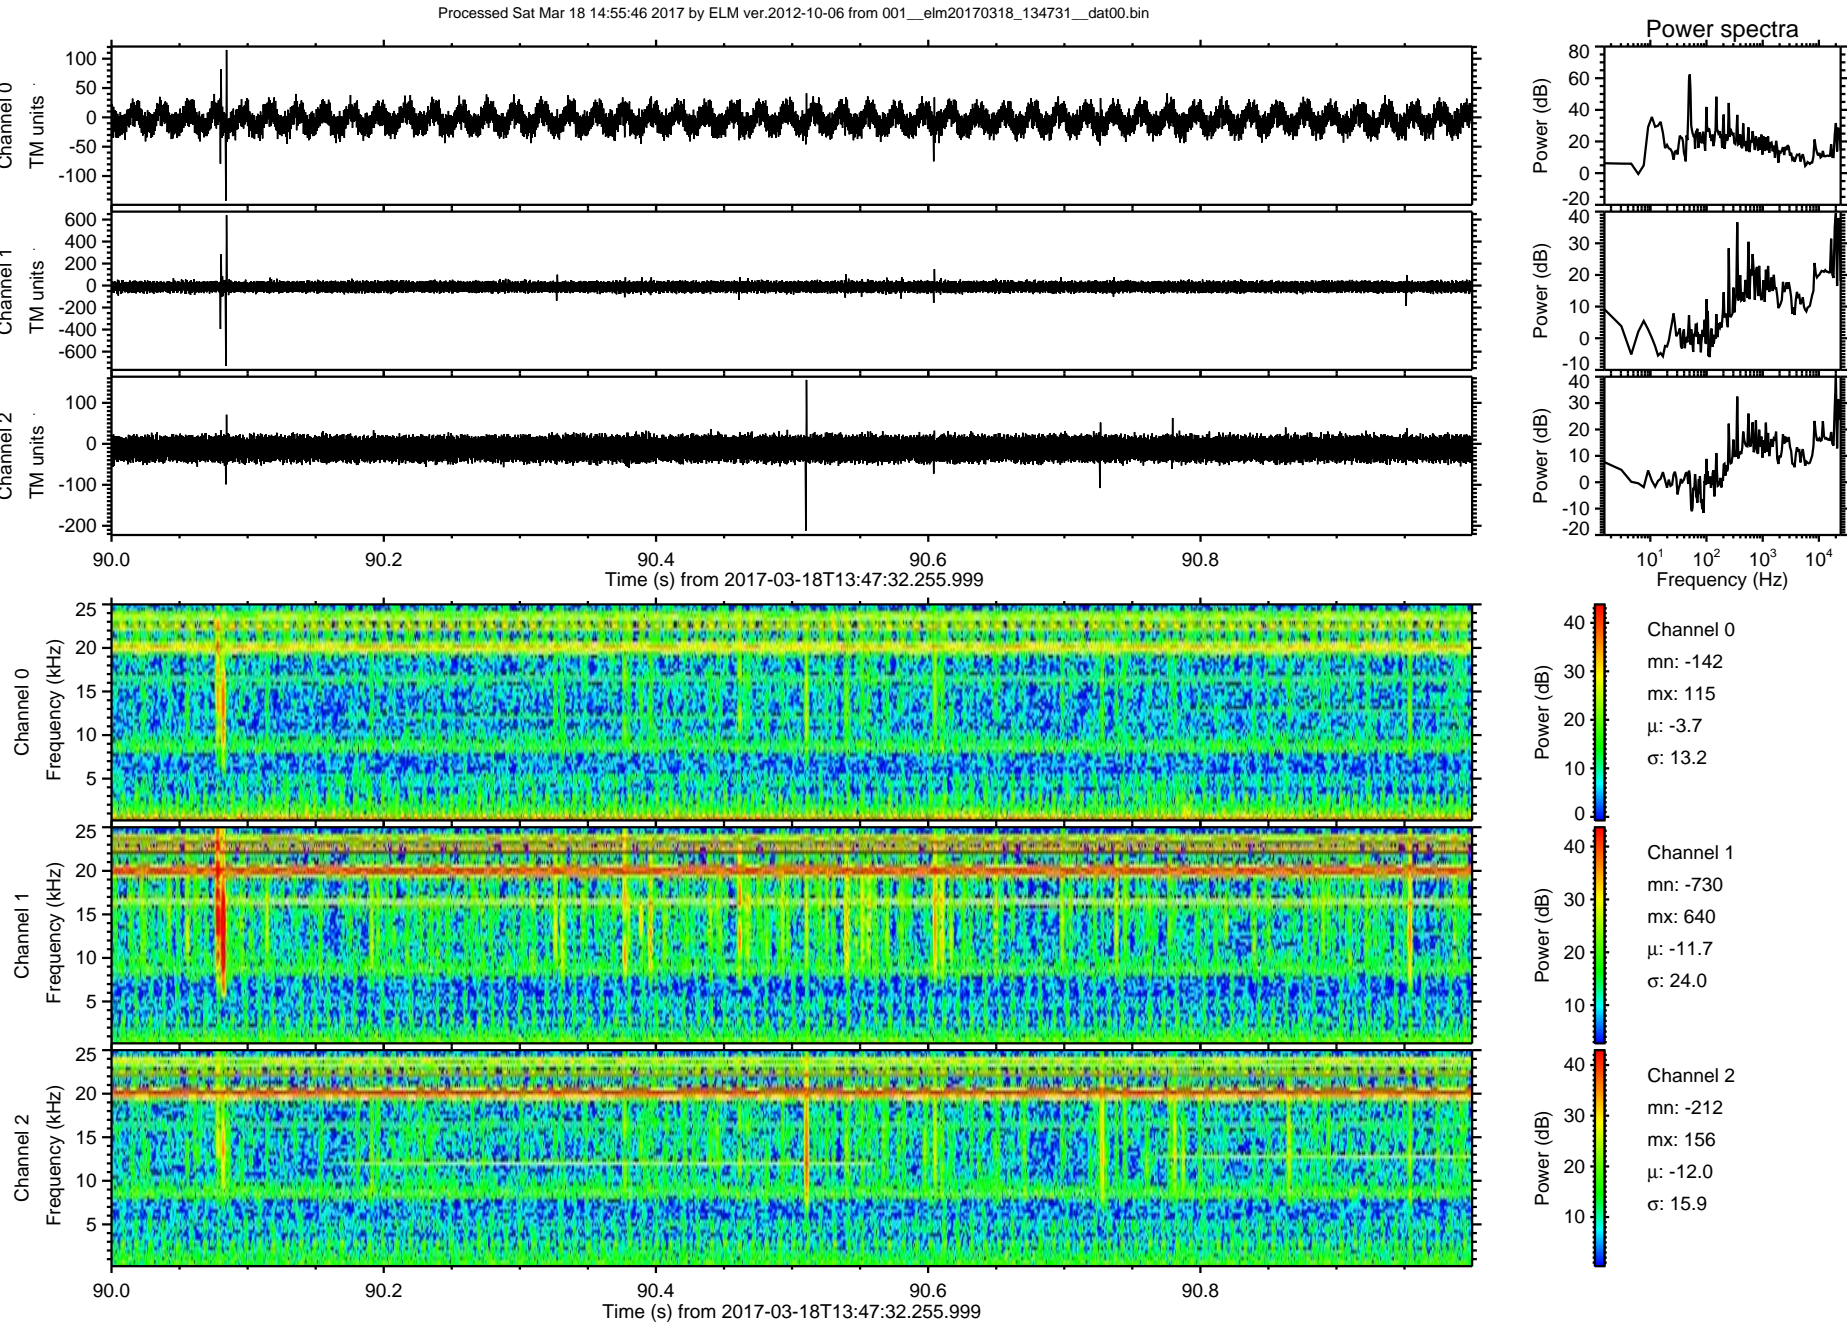 Processed Sat Mar 18 14:55:46 2017 by ELM ver.2012-10-06 from 001__elm20170318_134731__dat00.bin
Power spectra
Channel 0
TM units
100
50
0
-50
-100
Power (dB)
80
60
40
20
0
-20
Channel 1
TM units
600
400
200
0
-200
-400
-600
Power (dB)
40
30
20
10
0
-10
Channel 2
TM units
100
0
-100
-200
Power (dB)
40
30
20
10
0
-10
-20
90.0 90.2 90.4 90.6 90.8
Time (s) from 2017-03-18T13:47:32.255.999
10¹ 10² 10³ 10⁴
Frequency (Hz)
Channel 0
Frequency (kHz)
25
20
15
10
5
Power (dB)
40
30
20
10
0
Channel 0
mn: -142
mx: 115
μ: -3.7
σ: 13.2
Channel 1
Frequency (kHz)
25
20
15
10
5
Power (dB)
40
30
20
10
Channel 1
mn: -730
mx: 640
μ: -11.7
σ: 24.0
Channel 2
Frequency (kHz)
25
20
15
10
5
Power (dB)
40
30
20
10
Channel 2
mn: -212
mx: 156
μ: -12.0
σ: 15.9
90.0 90.2 90.4 90.6 90.8
Time (s) from 2017-03-18T13:47:32.255.999